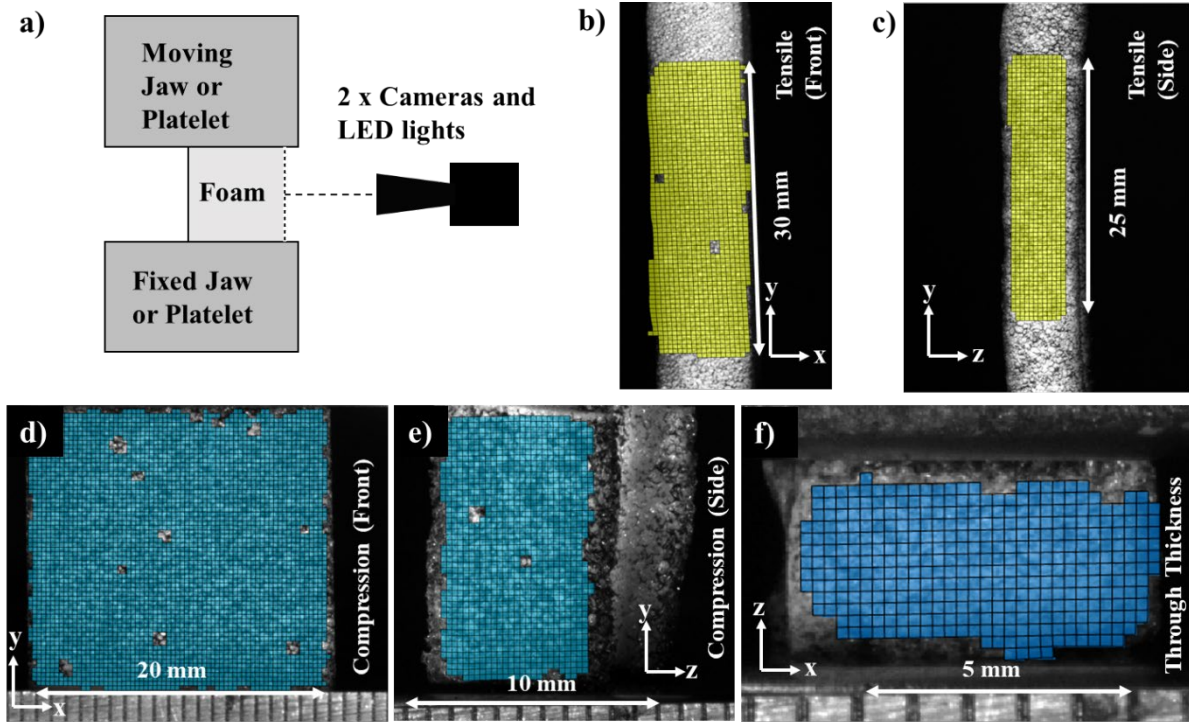 a)
Moving
Jaw or
Platelet
2 x Cameras and
LED lights
Foam
Fixed Jaw
or Platelet
b)
Tensile
(Front)
30 mm
y
x
c)
Tensile
(Side)
25 mm
y
z
d)
Compression (Front)
y
20 mm
x
e)
Compression (Side)
y
10 mm
z
f)
Through Thickness
z
x
5 mm